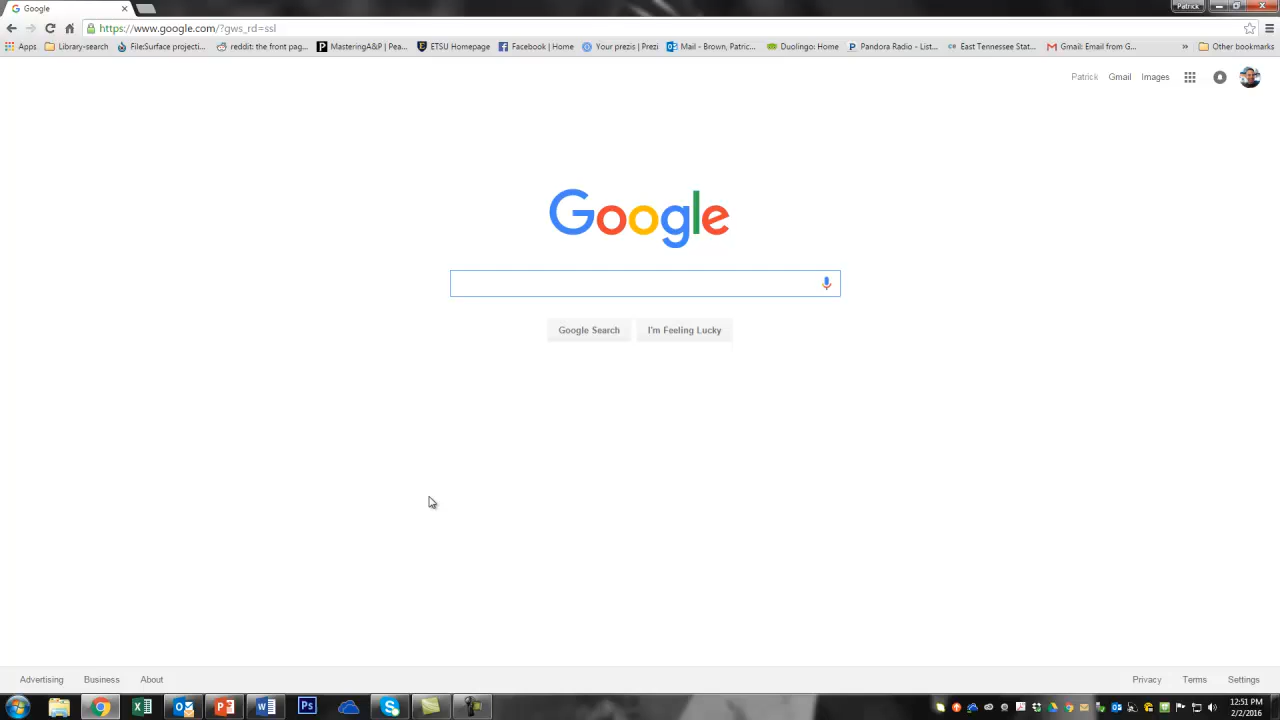 Google
Patrick
https://www.google.com/?gws_rd=ssl
Apps Library-search File:Surface projecti... reddit: the front pag... MasteringA&P | Pea... ETSU Homepage Facebook | Home Your prezis | Prezi Mail - Brown, Patric... Duolingo: Home Pandora Radio - List... East Tennessee Stat... Gmail: Email from G... » Other bookmarks
Patrick Gmail Images
Google
Google Search I'm Feeling Lucky
Advertising Business About Privacy Terms Settings
Ps
12:51 PM
2/2/2016